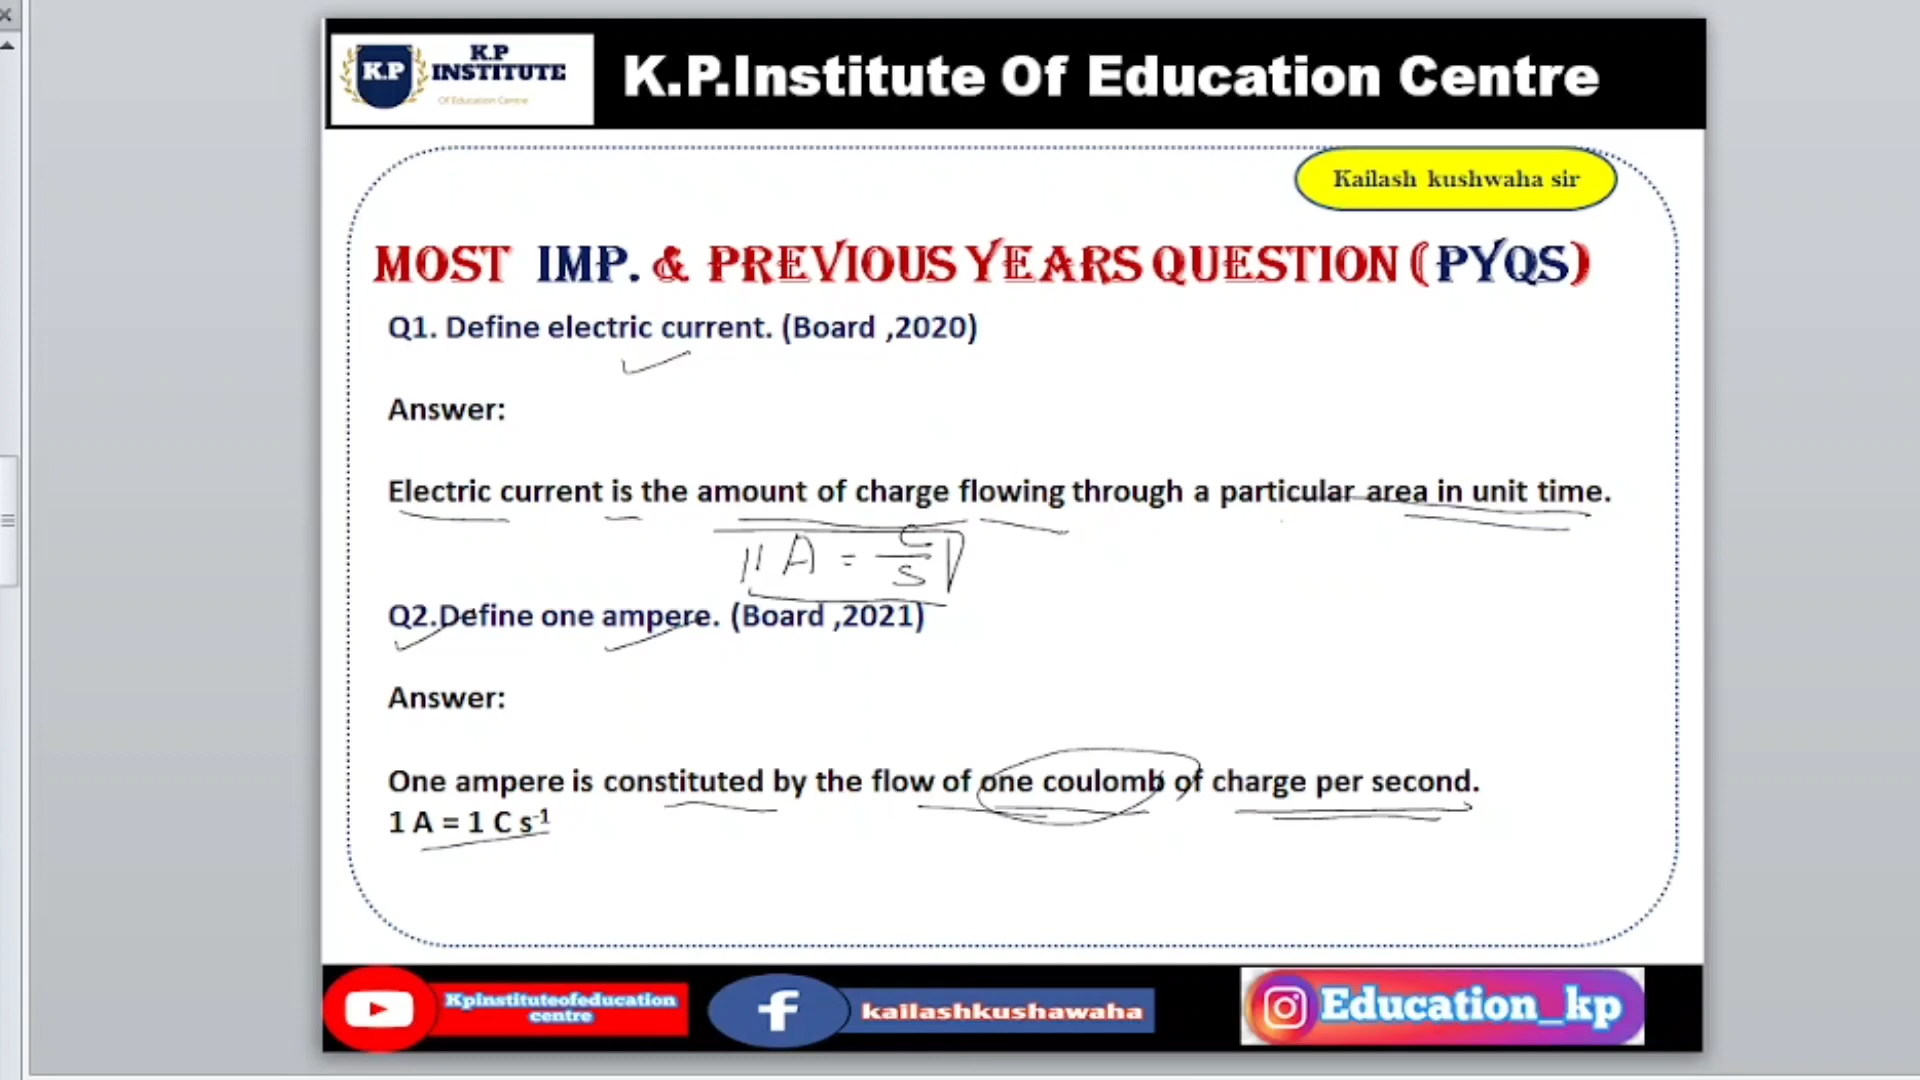 K.P
K.P
INSTITUTE
Of Education Centre
K.P.Institute Of Education Centre
Kailash kushwaha sir
MOST IMP. & PREVIOUS YEARS QUESTION ( PYQS)
Q1. Define electric current. (Board ,2020)
Answer:
Electric current is the amount of charge flowing through a particular area in unit time.
A = C/s
Q2.Define one ampere. (Board ,2021)
Answer:
One ampere is constituted by the flow of one coulomb of charge per second.
1 A = 1 C s⁻¹
Kpinstituteofeducation
centre
kailashkushawaha
Education_kp